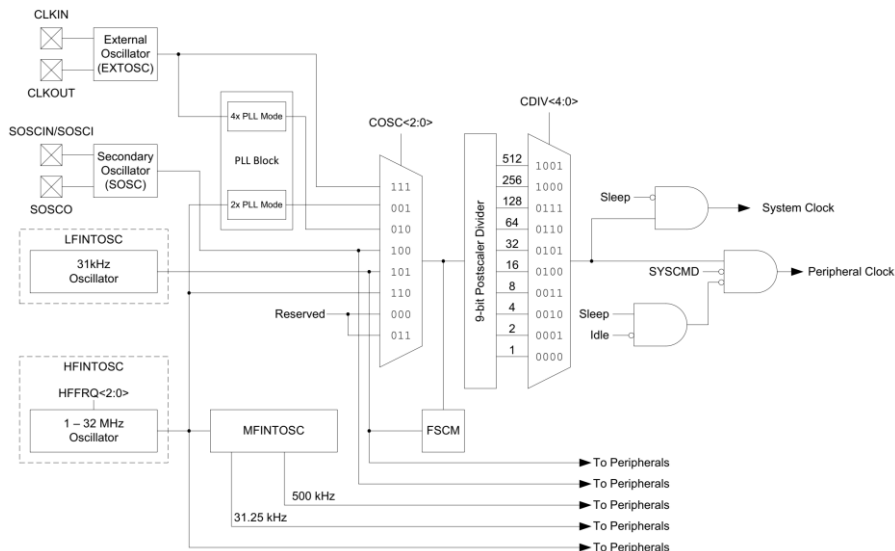 CLKIN
External
Oscillator
(EXTOSC)
CLKOUT
SOSCIN/SOSCI
Secondary
Oscillator
(SOSC)
SOSCO
4x PLL Mode
PLL Block
2x PLL Mode
COSC<2:0>
111
001
010
100
101
110
000
011
Reserved
LFINTOSC
31kHz
Oscillator
HFINTOSC
HFFRQ<2:0>
1 – 32 MHz
Oscillator
MFINTOSC
FSCM
9-bit Postscaler Divider
CDIV<4:0>
512 1001
256 1000
128 0111
64 0110
32 0101
16 0100
8 0011
4 0010
2 0001
1 0000
Sleep
System Clock
SYSCMD
Peripheral Clock
Sleep
Idle
To Peripherals
To Peripherals
500 kHz
To Peripherals
31.25 kHz
To Peripherals
To Peripherals